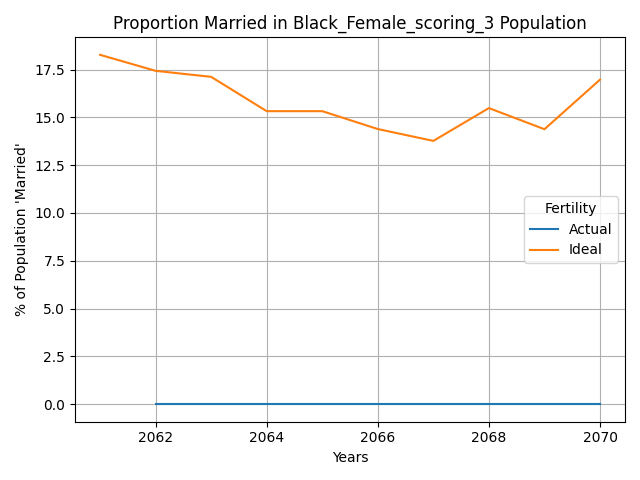 Proportion Married in Black_Female_scoring_3 Population
% of Population 'Married'
17.5
15.0
12.5
10.0
7.5
5.0
2.5
0.0
Fertility
Actual
Ideal
2062
2064
2066
2068
2070
Years